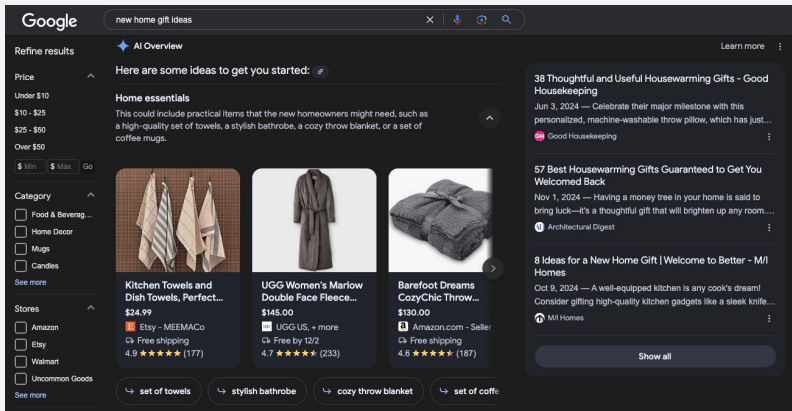 Google
new home gift ideas
Refine results
Price
Under $10
$10 - $25
$25 - $50
Over $50
$ Min $ Max Go
Category
Food & Beverag...
Home Decor
Mugs
Candles
See more
Stores
Amazon
Etsy
Walmart
Uncommon Goods
See more
AI Overview
Learn more
Here are some ideas to get you started:
Home essentials
This could include practical items that the new homeowners might need, such as
a high-quality set of towels, a stylish bathrobe, a cozy throw blanket, or a set of
coffee mugs.
Kitchen Towels and
Dish Towels, Perfect...
$24.99
Etsy - MEEMACo
Free shipping
4.9 ★★★★★ (177)
UGG Women's Marlow
Double Face Fleece...
$145.00
UGG US, + more
Free by 12/2
4.7 ★★★★★ (233)
Barefoot Dreams
CozyChic Throw...
$130.00
Amazon.com - Seller
Free shipping
4.6 ★★★★★ (187)
set of towels
stylish bathrobe
cozy throw blanket
set of coffe
38 Thoughtful and Useful Housewarming Gifts - Good
Housekeeping
Jun 3, 2024 — Celebrate their major milestone with this
personalized, machine-washable throw pillow, which has just...
GH Good Housekeeping
57 Best Housewarming Gifts Guaranteed to Get You
Welcomed Back
Nov 1, 2024 — Having a money tree in your home is said to
bring luck—it's a thoughtful gift that will brighten up any room....
Architectural Digest
8 Ideas for a New Home Gift | Welcome to Better - M/I
Homes
Oct 9, 2024 — A well-equipped kitchen is any cook's dream!
Consider gifting high-quality kitchen gadgets like a sleek knife...
M/I Homes
Show all